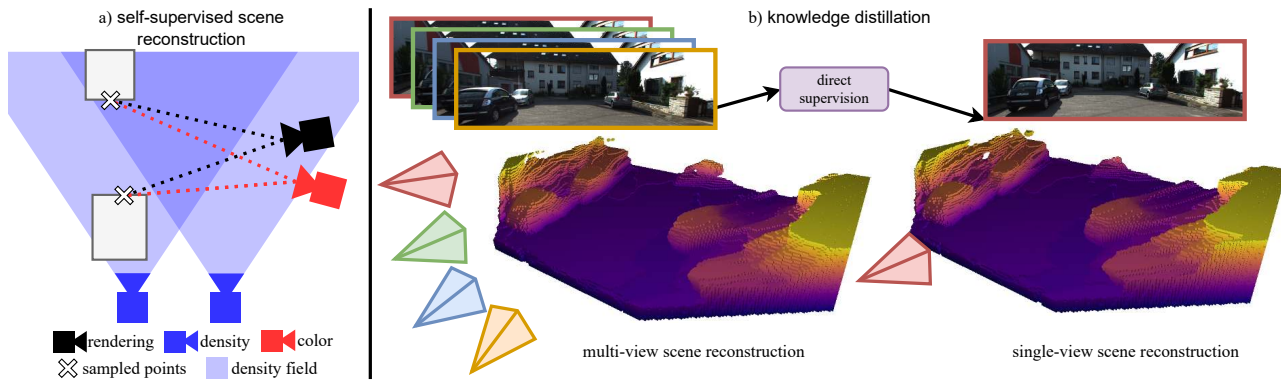 a) self-supervised scene
reconstruction
rendering density color
sampled points density field
b) knowledge distillation
direct
supervision
multi-view scene reconstruction
single-view scene reconstruction